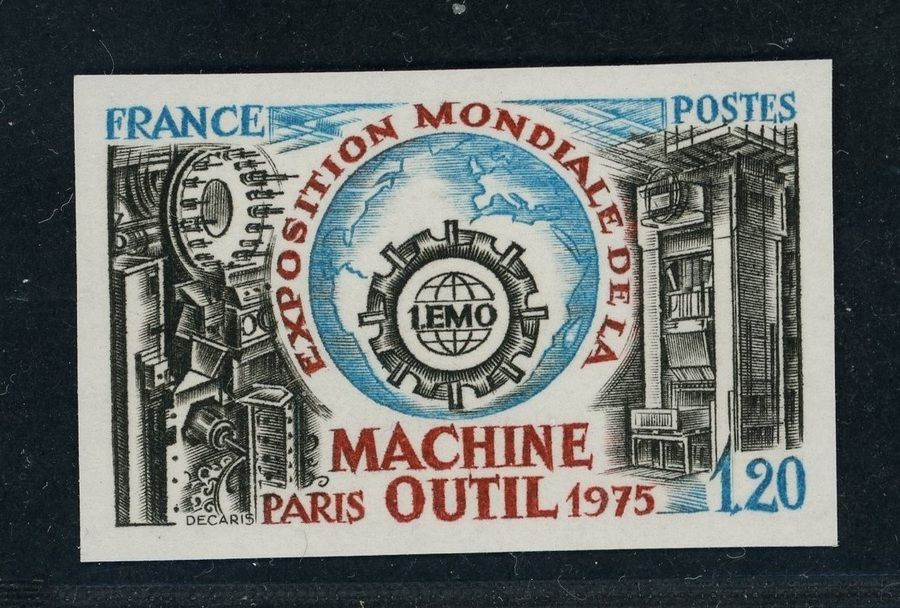 FRANCE
POSTES
EXPOSITION MONDIALE DE LA
1.EMO
MACHINE
PARIS OUTIL 1975
1.20
DECARIS